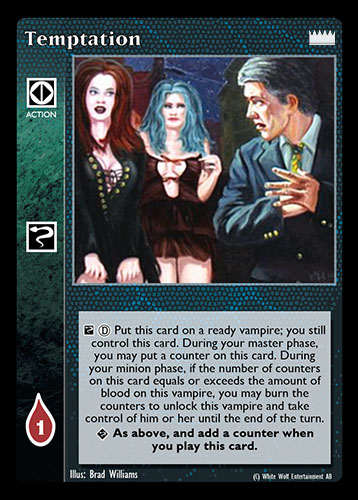 Temptation
ACTION
D Put this card on a ready vampire; you still
control this card. During your master phase,
you may put a counter on this card. During
your minion phase, if the number of counters
on this card equals or exceeds the amount of
blood on this vampire, you may burn the
counters to unlock this vampire and take
control of him or her until the end of the turn.
As above, and add a counter when
you play this card.
1
Illus: Brad Williams
(C) White Wolf Entertainment AB